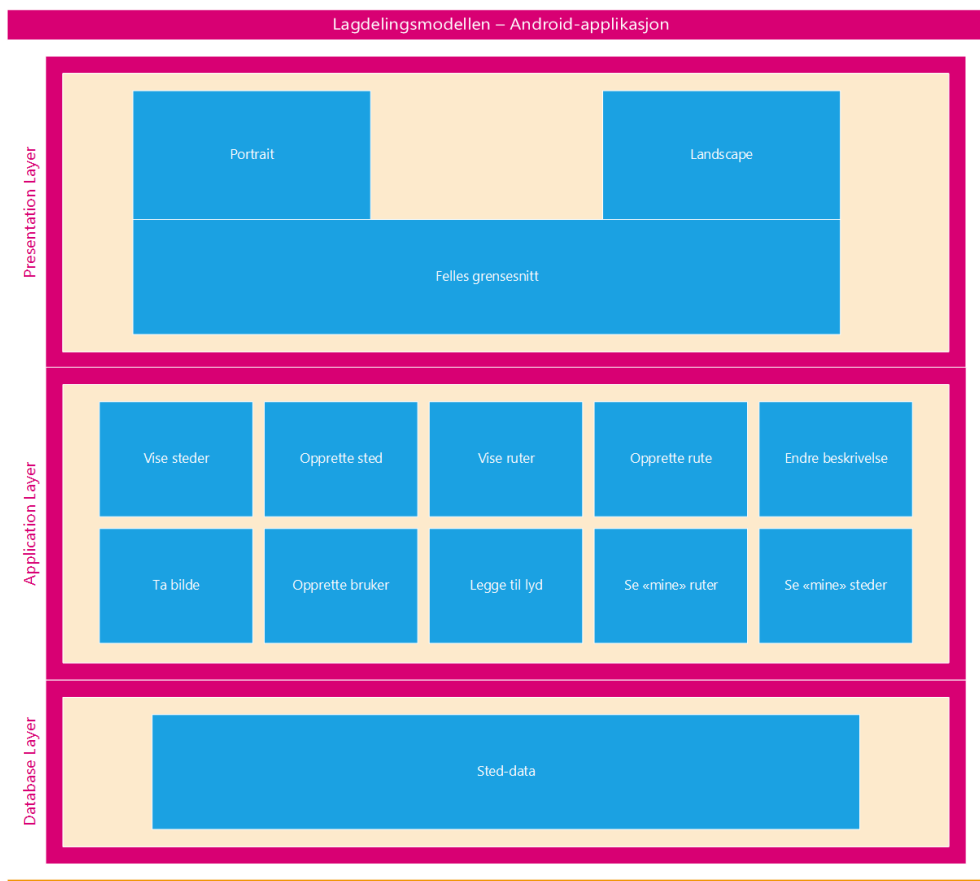 Lagdelingsmodellen – Android-applikasjon
Presentation Layer
Portrait
Landscape
Felles grensesnitt
Application Layer
Vise steder
Opprette sted
Vise ruter
Opprette rute
Endre beskrivelse
Ta bilde
Opprette bruker
Legge til lyd
Se «mine» ruter
Se «mine» steder
Database Layer
Sted-data